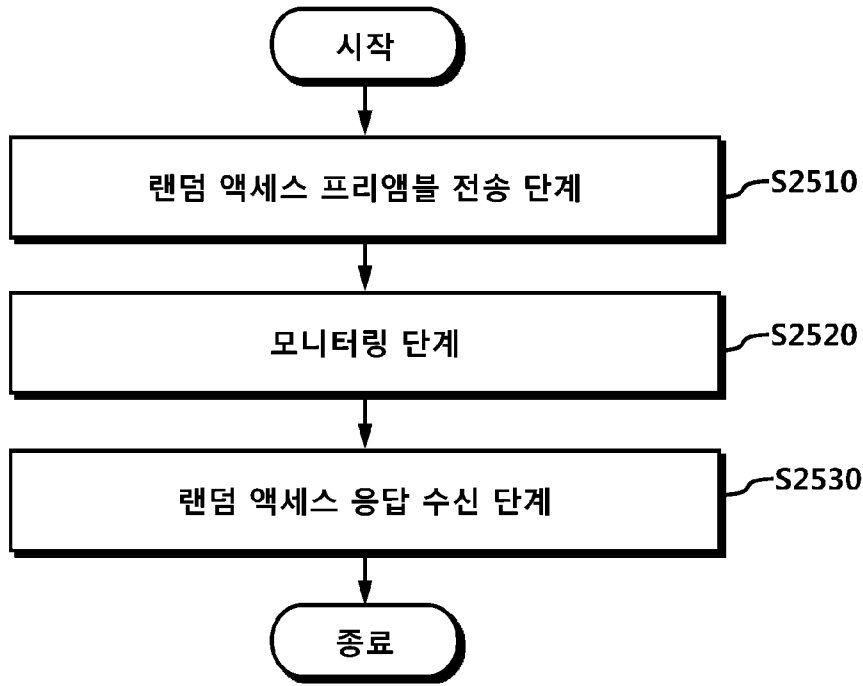 시작
랜덤 액세스 프리앰블 전송 단계
S2510
모니터링 단계
S2520
랜덤 액세스 응답 수신 단계
S2530
종료